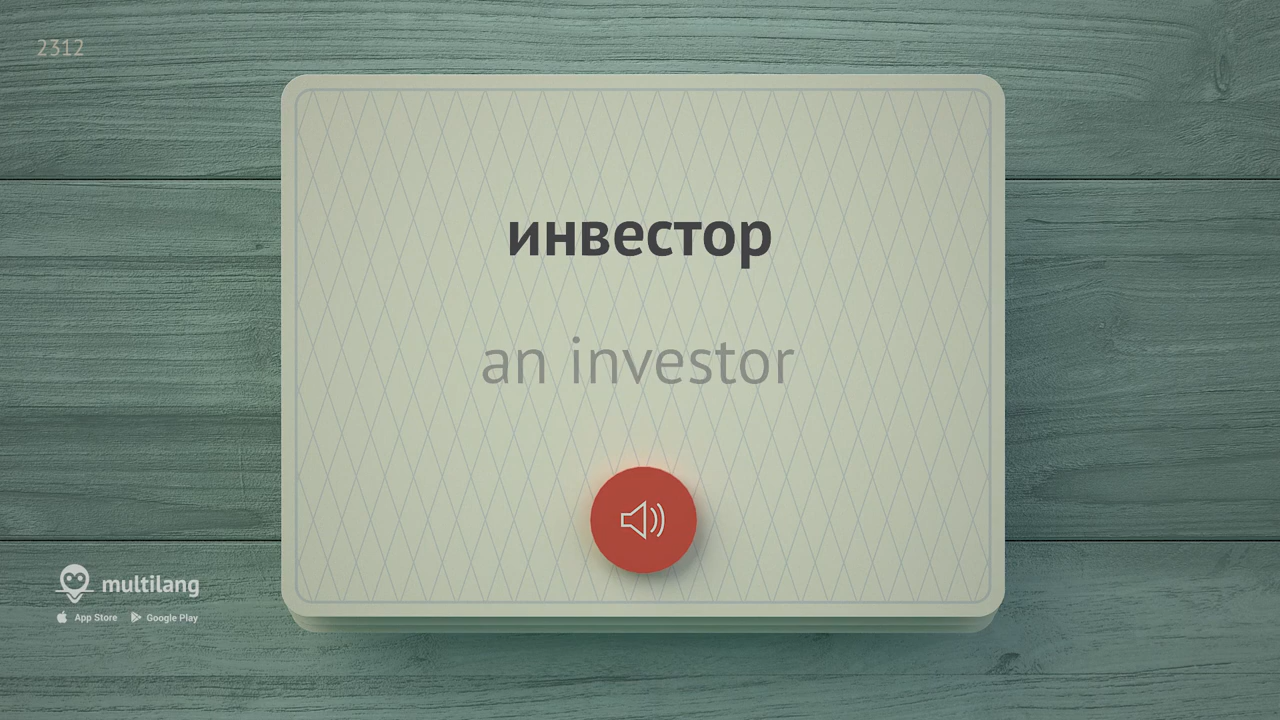 2312
инвестор
an investor
multilang
App Store Google Play